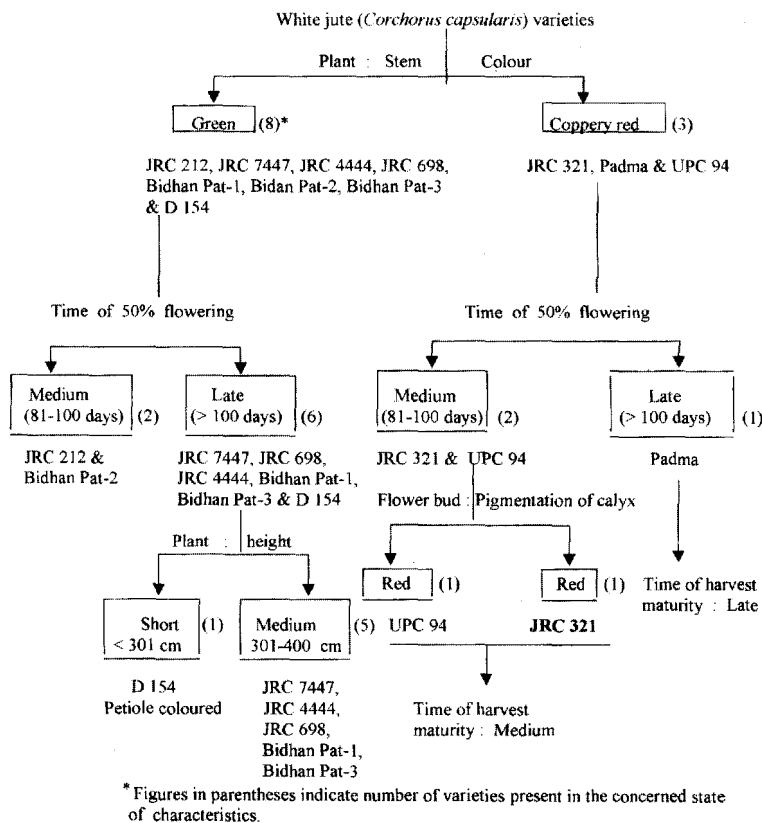 White jute (Corchorus capsularis) varieties
Plant : Stem Colour
Green (8)*
Coppery red (3)
JRC 212, JRC 7447, JRC 4444, JRC 698,
Bidhan Pat-1, Bidan Pat-2, Bidhan Pat-3
& D 154
JRC 321, Padma & UPC 94
Time of 50% flowering
Time of 50% flowering
Medium
(81-100 days) (2)
Late
(> 100 days) (6)
Medium
(81-100 days) (2)
Late
(> 100 days) (1)
JRC 212 &
Bidhan Pat-2
JRC 7447, JRC 698,
JRC 4444, Bidhan Pat-1,
Bidhan Pat-3 & D 154
JRC 321 & UPC 94
Padma
Plant : height
Flower bud : Pigmentation of calyx
Red (1)
Red (1)
Time of harvest
maturity : Late
Short (1)
< 301 cm
Medium (5)
301-400 cm
UPC 94
JRC 321
D 154
Petiole coloured
JRC 7447,
JRC 4444,
JRC 698,
Bidhan Pat-1,
Bidhan Pat-3
Time of harvest
maturity : Medium
* Figures in parentheses indicate number of varieties present in the concerned state
of characteristics.